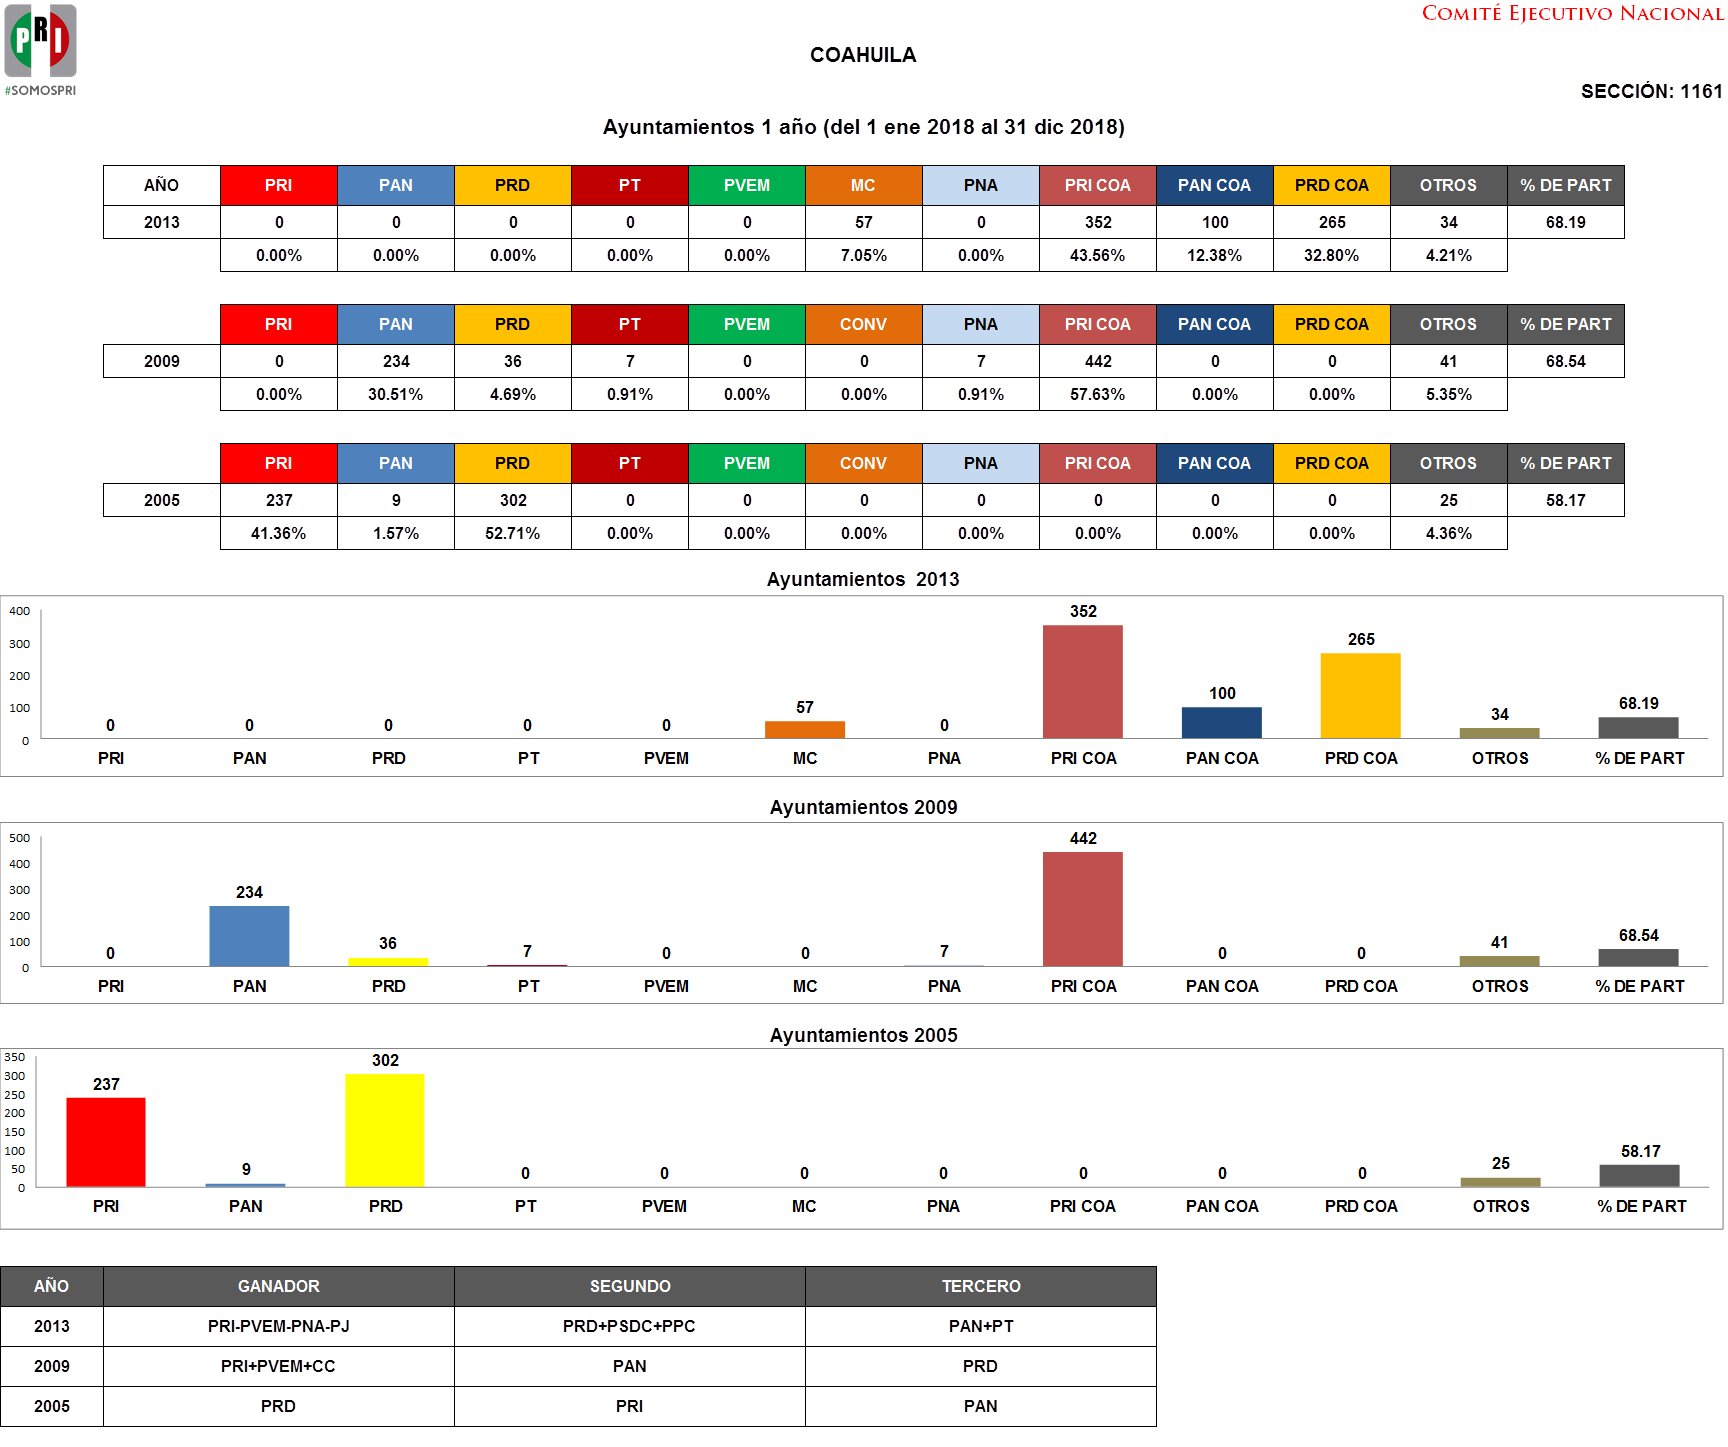 PRI
#SOMOSPRI
COMITÉ EJECUTIVO NACIONAL
COAHUILA
SECCIÓN: 1161
Ayuntamientos 1 año (del 1 ene 2018 al 31 dic 2018)
AÑO PRI PAN PRD PT PVEM MC PNA PRI COA PAN COA PRD COA OTROS % DE PART
2013 0 0 0 0 0 57 0 352 100 265 34 68.19
0.00% 0.00% 0.00% 0.00% 0.00% 7.05% 0.00% 43.56% 12.38% 32.80% 4.21%
PRI PAN PRD PT PVEM CONV PNA PRI COA PAN COA PRD COA OTROS % DE PART
2009 0 234 36 7 0 0 7 442 0 0 41 68.54
0.00% 30.51% 4.69% 0.91% 0.00% 0.00% 0.91% 57.63% 0.00% 0.00% 5.35%
PRI PAN PRD PT PVEM CONV PNA PRI COA PAN COA PRD COA OTROS % DE PART
2005 237 9 302 0 0 0 0 0 0 0 25 58.17
41.36% 1.57% 52.71% 0.00% 0.00% 0.00% 0.00% 0.00% 0.00% 0.00% 4.36%
Ayuntamientos 2013
400
300
200
100
0
0 0 0 0 0 57 0 352 100 265 34 68.19
PRI PAN PRD PT PVEM MC PNA PRI COA PAN COA PRD COA OTROS % DE PART
Ayuntamientos 2009
500
400
300
200
100
0
0 234 36 7 0 0 7 442 0 0 41 68.54
PRI PAN PRD PT PVEM MC PNA PRI COA PAN COA PRD COA OTROS % DE PART
Ayuntamientos 2005
350
300
250
200
150
100
50
0
237 9 302 0 0 0 0 0 0 0 25 58.17
PRI PAN PRD PT PVEM MC PNA PRI COA PAN COA PRD COA OTROS % DE PART
AÑO GANADOR SEGUNDO TERCERO
2013 PRI-PVEM-PNA-PJ PRD+PSDC+PPC PAN+PT
2009 PRI+PVEM+CC PAN PRD
2005 PRD PRI PAN